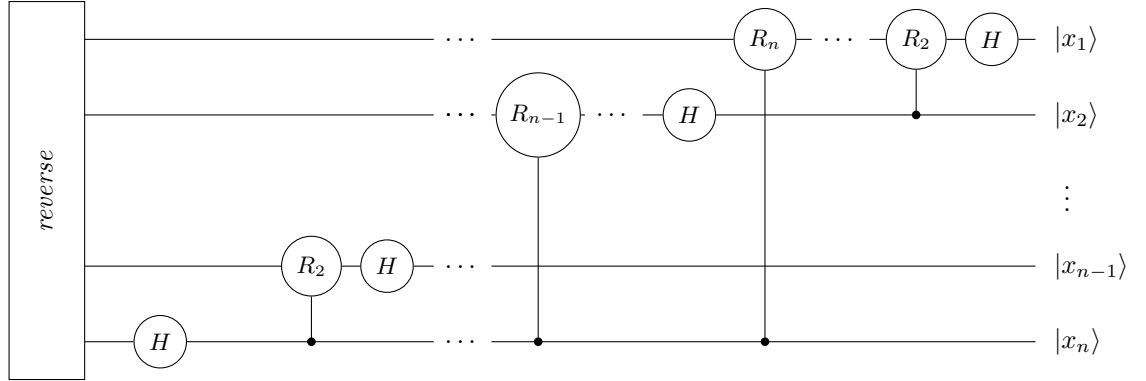 R_n ⋯ R_2 H |x_1⟩
⋯
reverse
⋯ R_{n−1} ⋯ H |x_2⟩
⋮
R_2 H ⋯ |x_{n−1}⟩
H ⋯ |x_n⟩